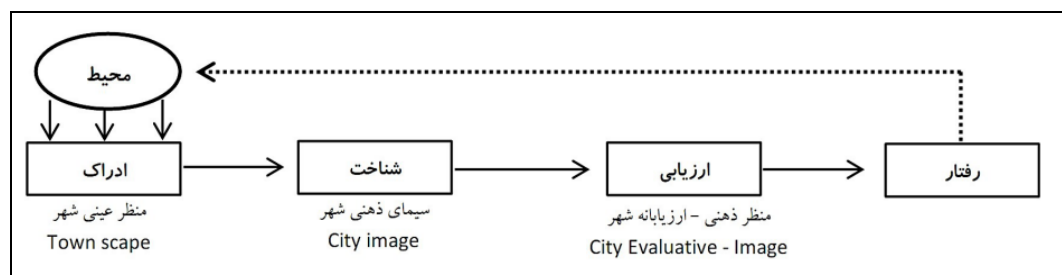 محیط
ادراک
شناخت
ارزیابی
رفتار
منظر عینی شهر
سیمای ذهنی شهر
منظر ذهنی - ارزیابانه شهر
Town scape
City image
City Evaluative - Image